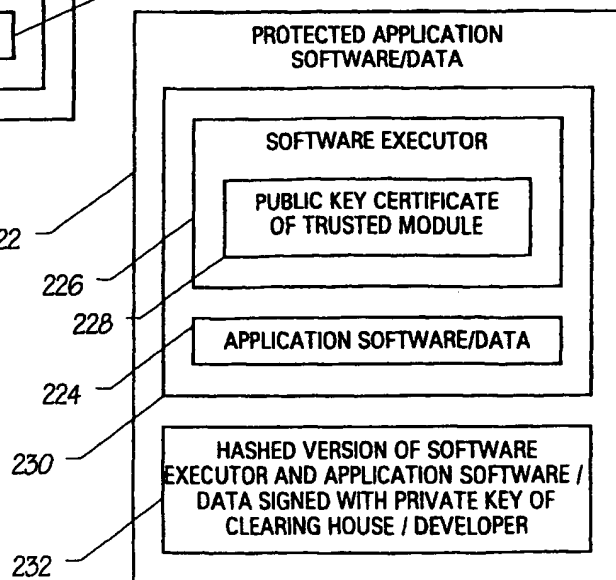 PROTECTED APPLICATION
SOFTWARE/DATA
SOFTWARE EXECUTOR
PUBLIC KEY CERTIFICATE
OF TRUSTED MODULE
22
226
228
APPLICATION SOFTWARE/DATA
224
230
HASHED VERSION OF SOFTWARE
EXECUTOR AND APPLICATION SOFTWARE /
DATA SIGNED WITH PRIVATE KEY OF
CLEARING HOUSE / DEVELOPER
232